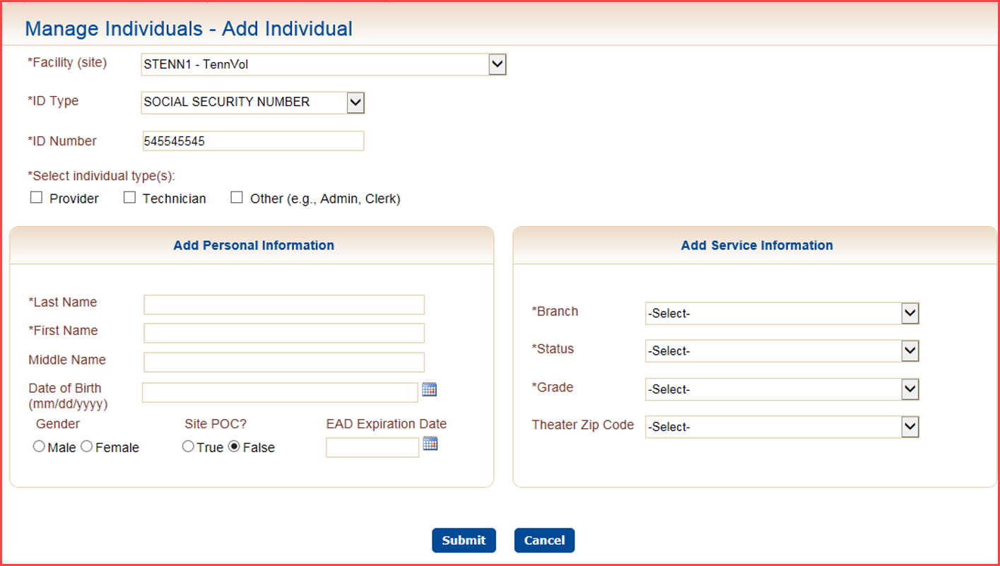 Manage Individuals - Add Individual
*Facility (site) STENN1 - TennVol
*ID Type SOCIAL SECURITY NUMBER
*ID Number 545545545
*Select individual type(s):
Provider Technician Other (e.g., Admin, Clerk)
Add Personal Information
*Last Name
*First Name
Middle Name
Date of Birth
(mm/dd/yyyy)
Gender Site POC? EAD Expiration Date
Male Female True False
Add Service Information
*Branch -Select-
*Status -Select-
*Grade -Select-
Theater Zip Code -Select-
Submit Cancel